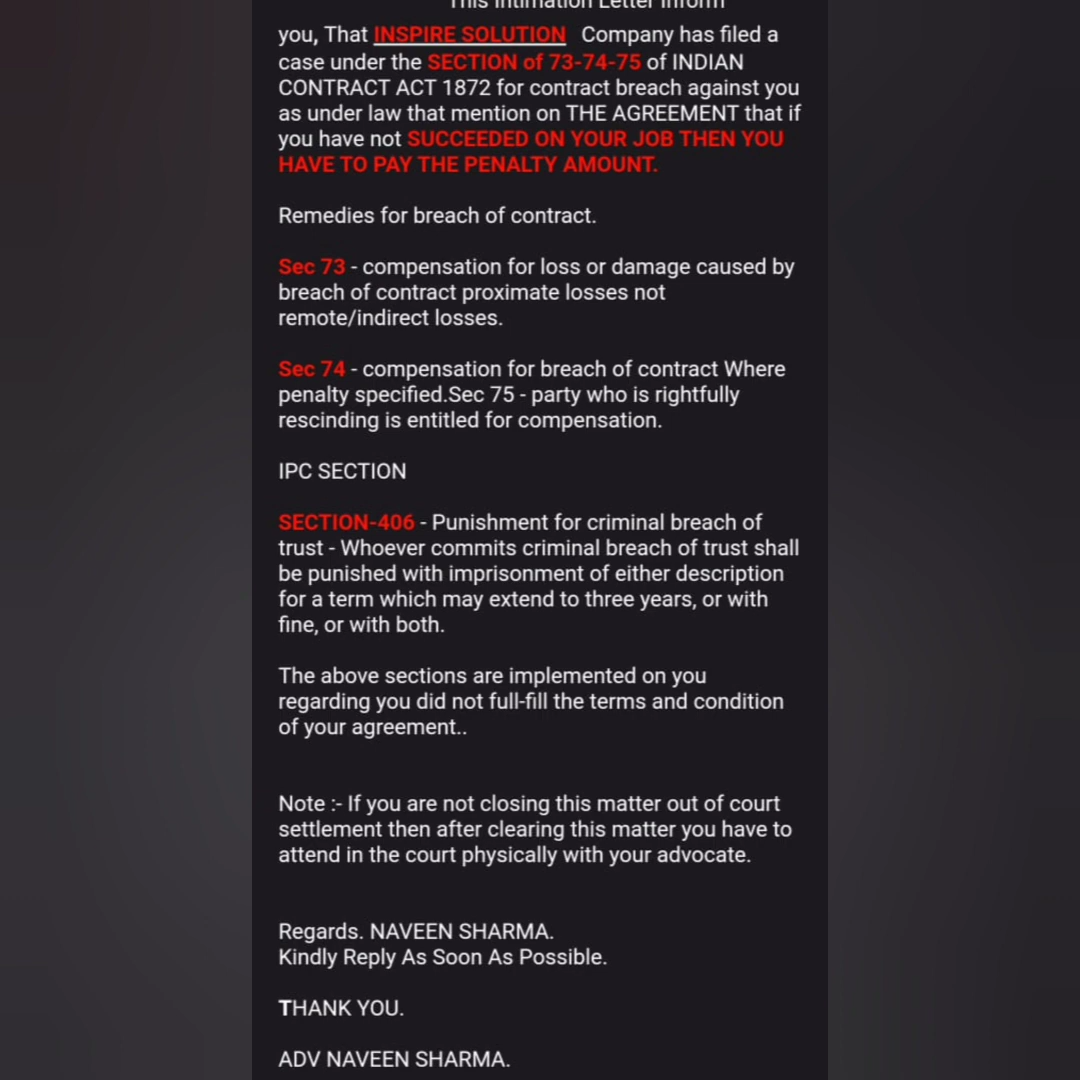 This Intimation Letter Inform
you, That INSPIRE SOLUTION Company has filed a
case under the SECTION of 73-74-75 of INDIAN
CONTRACT ACT 1872 for contract breach against you
as under law that mention on THE AGREEMENT that if
you have not SUCCEEDED ON YOUR JOB THEN YOU
HAVE TO PAY THE PENALTY AMOUNT.
Remedies for breach of contract.
Sec 73 - compensation for loss or damage caused by
breach of contract proximate losses not
remote/indirect losses.
Sec 74 - compensation for breach of contract Where
penalty specified.Sec 75 - party who is rightfully
rescinding is entitled for compensation.
IPC SECTION
SECTION-406 - Punishment for criminal breach of
trust - Whoever commits criminal breach of trust shall
be punished with imprisonment of either description
for a term which may extend to three years, or with
fine, or with both.
The above sections are implemented on you
regarding you did not full-fill the terms and condition
of your agreement..
Note :- If you are not closing this matter out of court
settlement then after clearing this matter you have to
attend in the court physically with your advocate.
Regards. NAVEEN SHARMA.
Kindly Reply As Soon As Possible.
THANK YOU.
ADV NAVEEN SHARMA.